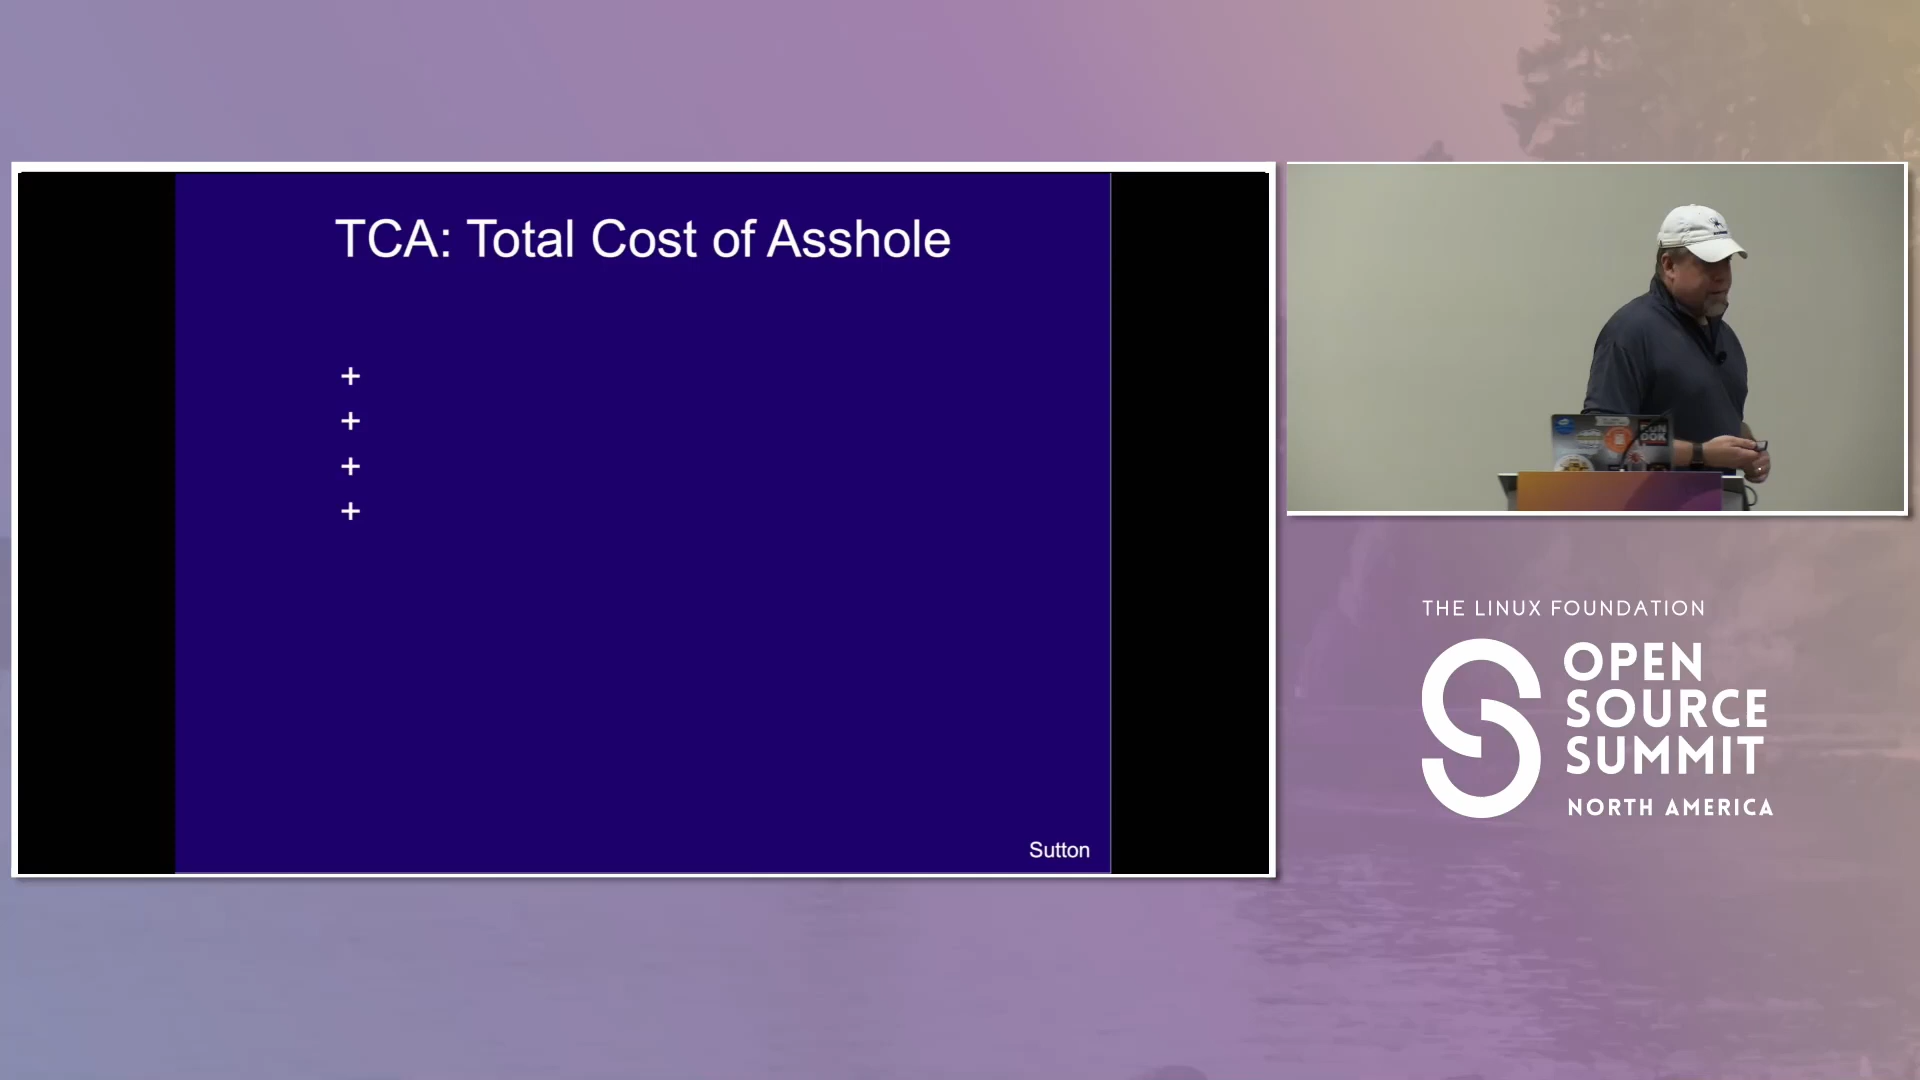 TCA: Total Cost of Asshole
+
+
+
+
Sutton
THE LINUX FOUNDATION
OPEN
SOURCE
SUMMIT
NORTH AMERICA